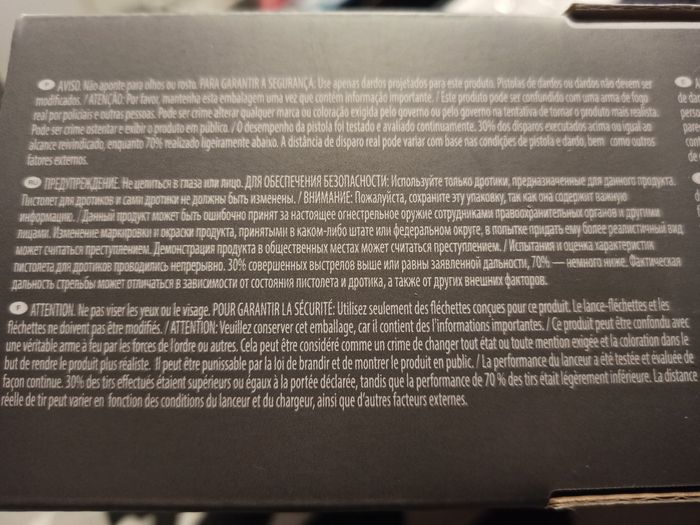 P AVISO. Não aponte para olhos ou rosto. PARA GARANTIR A SEGURANÇA: Use apenas dardos projetados para este produto. Pistolas de dardos ou dardos não devem ser
modificados. / ATENÇÃO: Por favor, mantenha esta embalagem uma vez que contém informação importante. / Este produto pode ser confundido com uma arma de fogo
real por policiais e outras pessoas. Pode ser crime alterar qualquer marca ou coloração exigida pelo governo ou pelo governo na tentativa de tornar o produto mais realista.
Pode ser crime ostentar e exibir o produto em público. / O desempenho da pistola foi testado e avaliado continuamente. 30% dos disparos executados acima ou igual ao
alcance reivindicado, enquanto 70% realizado ligeiramente abaixo. A distância de disparo real pode variar com base nas condições de pistola e dardo, bem como outros
fatores externos.
RU ПРЕДУПРЕЖДЕНИЕ. Не целиться в глаза или лицо. ДЛЯ ОБЕСПЕЧЕНИЯ БЕЗОПАСНОСТИ: Используйте только дротики, предназначенные для данного продукта.
Пистолет для дротиков и сами дротики не должны быть изменены. / ВНИМАНИЕ: Пожалуйста, сохраните эту упаковку, так как она содержит важную
информацию. / Данный продукт может быть ошибочно принят за настоящее огнестрельное оружие сотрудниками правоохранительных органов и другими
лицами. Изменение маркировки и окраски продукта, принятыми в каком-либо штате или федеральном округе, в попытке придать ему более реалистичный вид
может считаться преступлением. Демонстрация продукта в общественных местах может считаться преступлением. / Испытания и оценка характеристик
пистолета для дротиков проводились непрерывно. 30% совершенных выстрелов выше или равны заявленной дальности, 70% — немного ниже. Фактическая
дальность стрельбы может отличаться в зависимости от состояния пистолета и дротика, а также от других внешних факторов.
F ATTENTION. Ne pas viser les yeux ou le visage. POUR GARANTIR LA SÉCURITÉ: Utilisez seulement des fléchettes conçues pour ce produit. Le lance-fléchettes et les
fléchettes ne doivent pas être modifiés. / ATTENTION: Veuillez conserver cet emballage, car il contient des l'informations importantes. / Ce produit peut être confondu avec
une véritable arme à feu par les forces de l'ordre ou autres. Cela peut être considéré comme un crime de changer tout état ou toute mention exigée et la coloration dans le
but de rendre le produit plus réaliste. Il peut être punissable par la loi de brandir et de montrer le produit en public. / La performance du lanceur a été testée et évaluée de
façon continue. 30% des tirs effectués étaient supérieurs ou égaux à la portée déclarée, tandis que la performance de 70 % des tirs était légèrement inférieure. La distance
réelle de tir peut varier en fonction des conditions du lanceur et du chargeur, ainsi que d'autres facteurs externes.